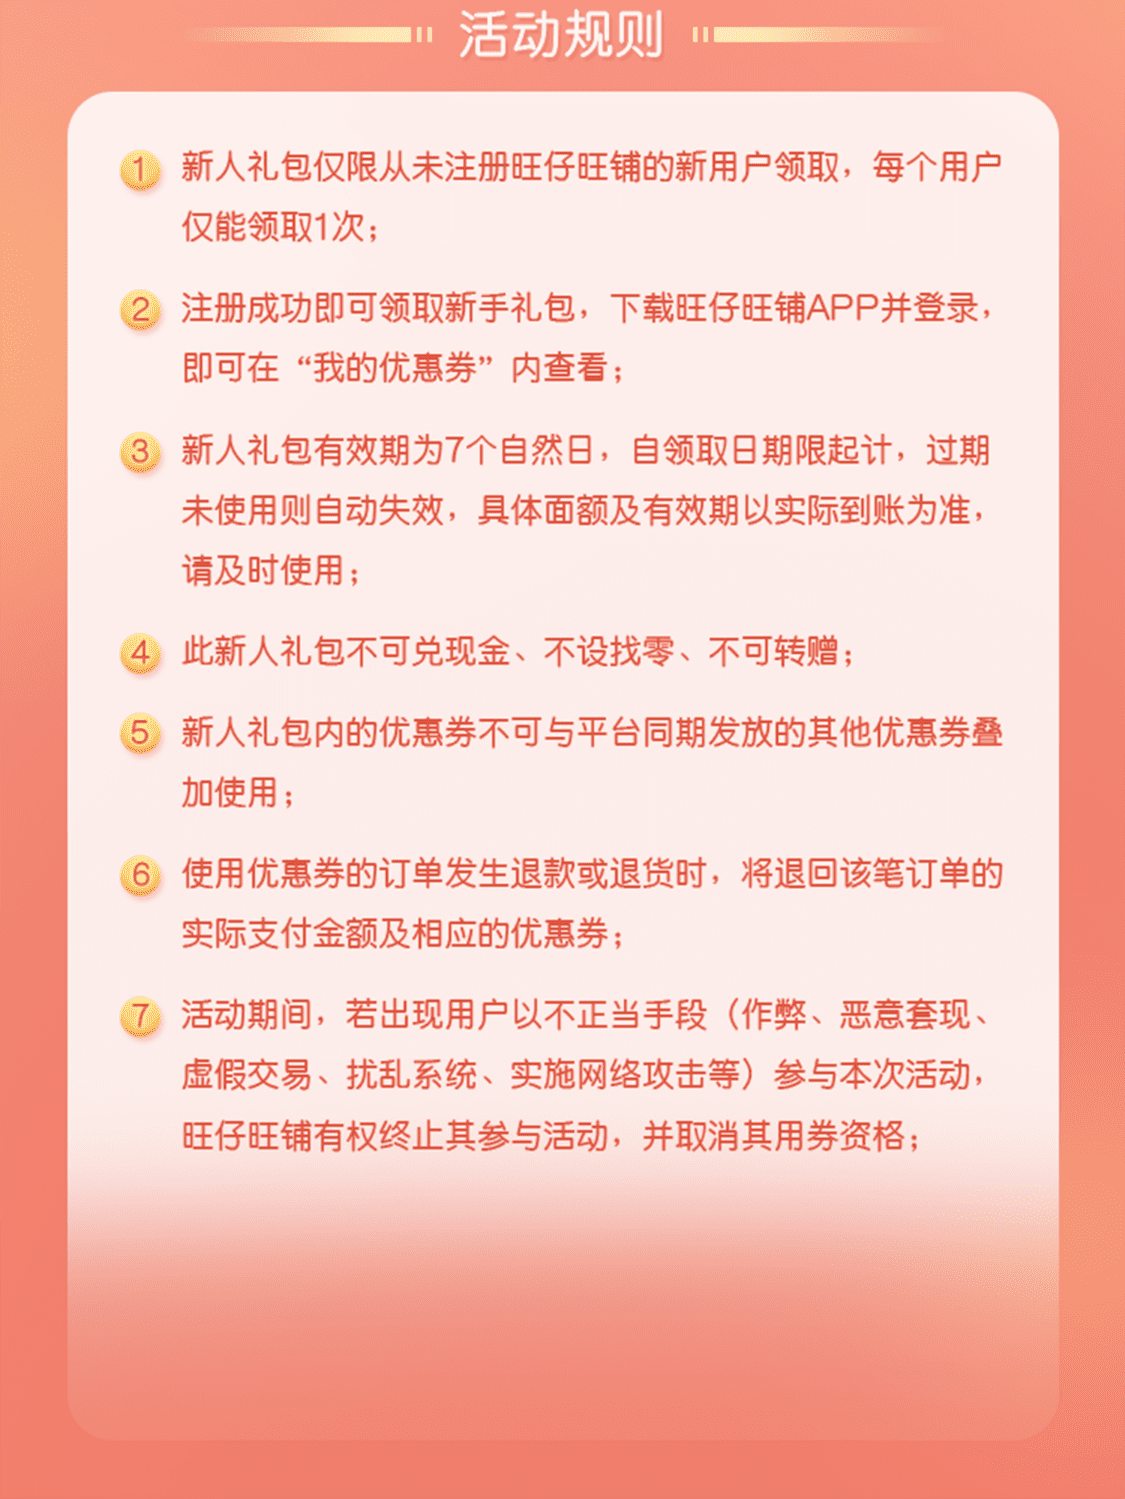 活动规则
1 新人礼包仅限从未注册旺仔旺铺的新用户领取，每个用户
仅能领取1次；
2 注册成功即可领取新手礼包，下载旺仔旺铺APP并登录，
即可在“我的优惠券”内查看；
3 新人礼包有效期为7个自然日，自领取日期限起计，过期
未使用则自动失效，具体面额及有效期以实际到账为准，
请及时使用；
4 此新人礼包不可兑现金、不设找零、不可转赠；
5 新人礼包内的优惠券不可与平台同期发放的其他优惠券叠
加使用；
6 使用优惠券的订单发生退款或退货时，将退回该笔订单的
实际支付金额及相应的优惠券；
7 活动期间，若出现用户以不正当手段（作弊、恶意套现、
虚假交易、扰乱系统、实施网络攻击等）参与本次活动，
旺仔旺铺有权终止其参与活动，并取消其用券资格；